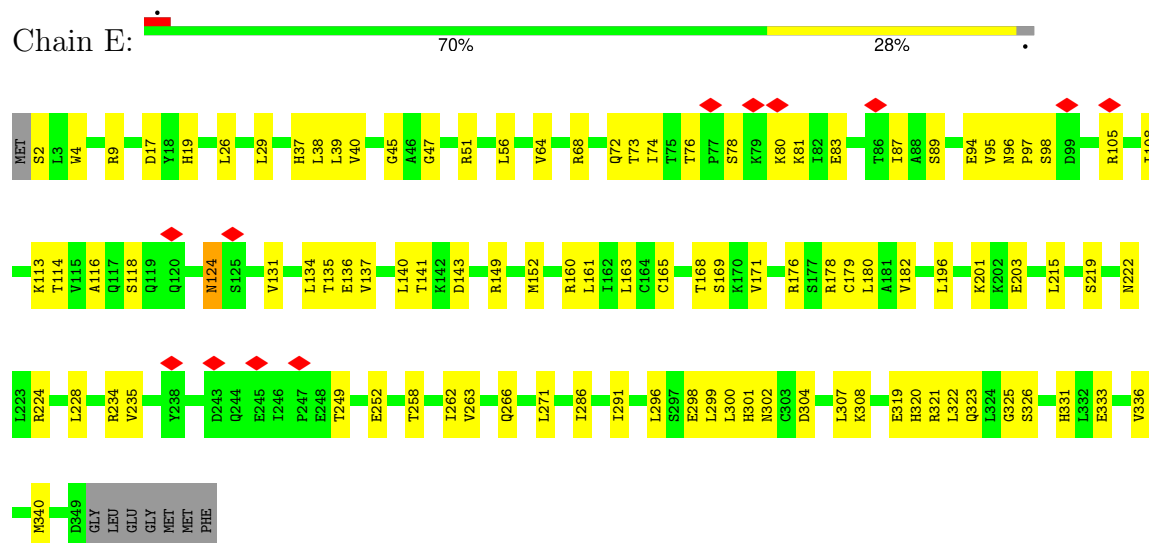 Chain E:
70% 28%
MET S2 L3 W4 R9 D17 Y18 H19 L26 L29 H37 L38 L39 V40 G45 A46 G47 R51 L56 V64 R68 Q72 T73 I74 T75 T76 P77 S78 K79 K80 K81 I82 E83 T86 I87 A88 S89 E94 V95 N96 P97 S98 D99 R105 I108
K113 T114 V115 A116 Q117 S118 Q119 Q120 N124 S125 V131 L134 T135 E136 V137 L140 T141 K142 D143 R149 M152 R160 L161 I162 L163 C164 C165 T168 S169 K170 V171 R176 S177 R178 C179 L180 A181 V182 L196 K201 K202 E203 L215 S219 N222
L223 R224 L228 R234 V235 Y238 D243 Q244 E245 I246 P247 E248 T249 E252 T258 I262 V263 Q266 L271 I286 I291 L296 S297 E298 L299 L300 H301 N302 C303 D304 L307 K308 E319 H320 R321 L322 Q323 L324 G325 S326 H331 L332 E333 V336
M340 D349 GLY LEU GLU GLY MET MET PHE